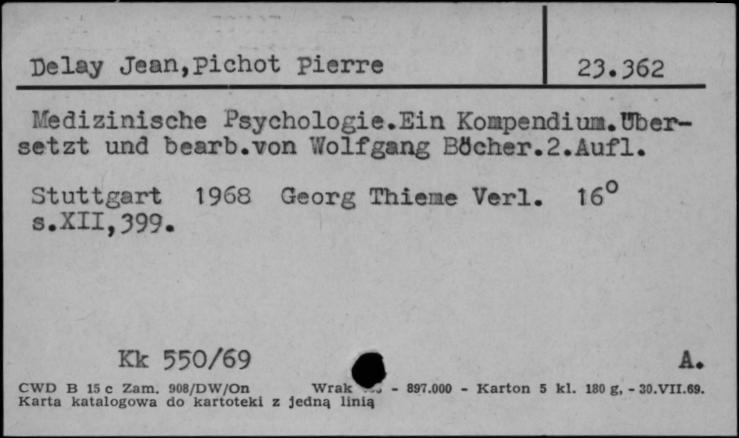 Delay Jean,Pichot Pierre 23.362
Medizinische Psychologie.Ein Kompendium.Über-
setzt und bearb.von Wolfgang Böcher.2.Aufl.
Stuttgart 1968 Georg Thieme Verl. 16°
s.XII,399.
Kk 550/69 A.
CWD B 15 c Zam. 908/DW/On Wrak - 897.000 - Karton 5 kl. 180 g, - 30.VII.69.
Karta katalogowa do kartoteki z jedną linią